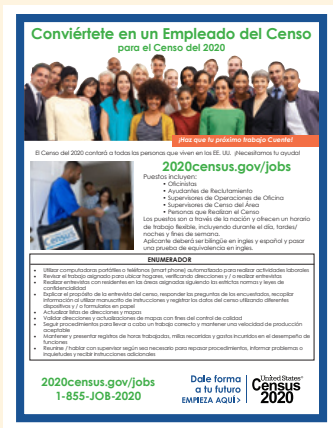 Conviértete en un Empleado del Censo
para el Censo del 2020
¡Haz que tu próximo trabajo Cuente!
El Censo del 2020 contará a todas las personas que viven en los EE. UU. ¡Necesitamos tu ayuda!
2020census.gov/jobs
Puestos incluyen:
• Oficinistas
• Ayudantes de Reclutamiento
• Supervisores de Operaciones de Oficina
• Supervisores de Censo del Área
• Personas que Realizan el Censo
Los puestos son a través de la nación y ofrecen un horario
de trabajo flexible, incluyendo durante el día, tardes/
noches y fines de semana.
Aplicante deberá ser bilingüe en ingles y español y pasar
una prueba de equivalencia en ingles.
ENUMERADOR
• Utilizar computadoras portátiles o teléfonos (smart phone) automatizado para realizar actividades laborales
• Revisar el trabajo asignado para ubicar hogares, verificando direcciones y / o realizar entrevistas
• Realizar entrevistas con residentes en las áreas asignadas siguiendo las estrictas normas y leyes de
confidencialidad
• Explicar el propósito de la entrevista del censo, responder las preguntas de los encuestados, recopilar
información al utilizar manuscrito de instrucciones y registrar los datos del censo utilizando diferentes
dispositivos y / o formularios en papel
• Actualizar listas de direcciones y mapas
• Validar direcciones y actualizaciones de mapas con fines del control de calidad
• Seguir procedimientos para llevar a cabo un trabajo correcto y mantener una velocidad de producción
aceptable
• Mantener y presentar registros de horas trabajadas, millas recorridas y gastos incurridos en el desempeño de
funciones
• Reunirse / hablar con supervisor según sea necesario para repasar procedimientos, informar problemas o
inquietudes y recibir instrucciones adicionales
2020census.gov/jobs
1-855-JOB-2020
Dale forma
a tu futuro
EMPIEZA AQUÍ >
United States®
Census
2020